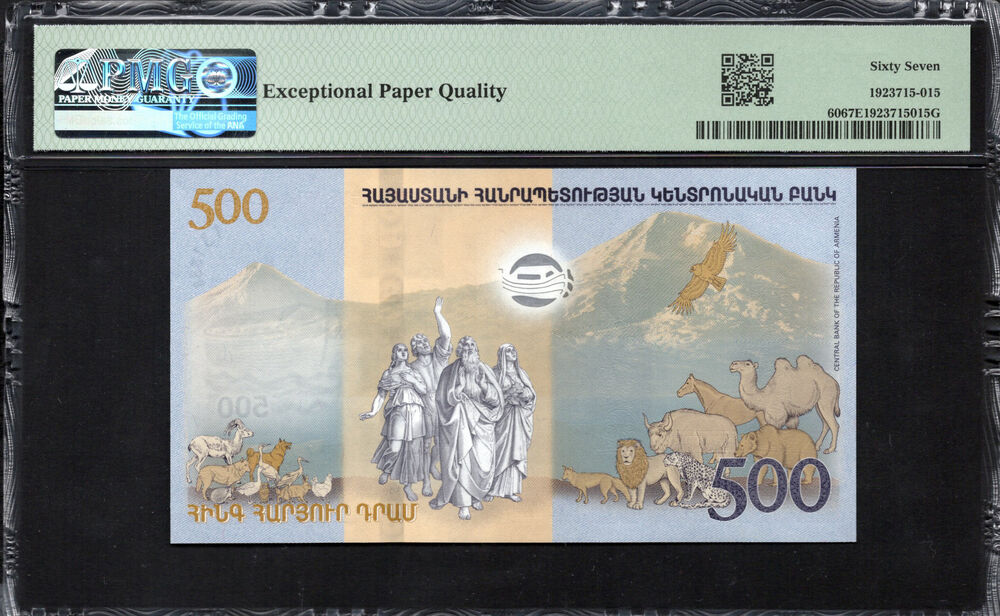 PMG
PAPER MONEY GUARANTY
The Official Grading
Service of the ANA
Exceptional Paper Quality
Sixty Seven
1923715-015
6067E1923715015G
500
ՀԱՅԱՍՏԱՆԻ ՀԱՆՐԱՊԵՏՈՒԹՅԱՆ ԿԵՆՏՐՈՆԱԿԱՆ ԲԱՆԿ
CENTRAL BANK OF THE REPUBLIC OF ARMENIA
500
ՀԻՆԳ ՀԱՐՅՈՒՐ ԴՐԱՄ
500